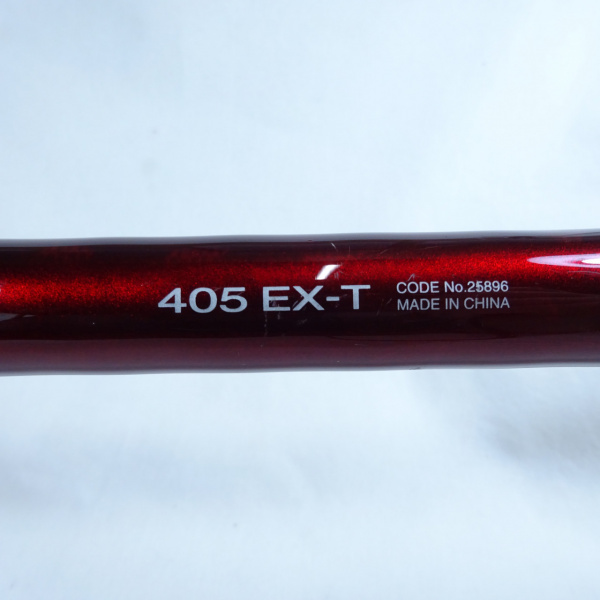 405 EX-T
CODE No.25896
MADE IN CHINA